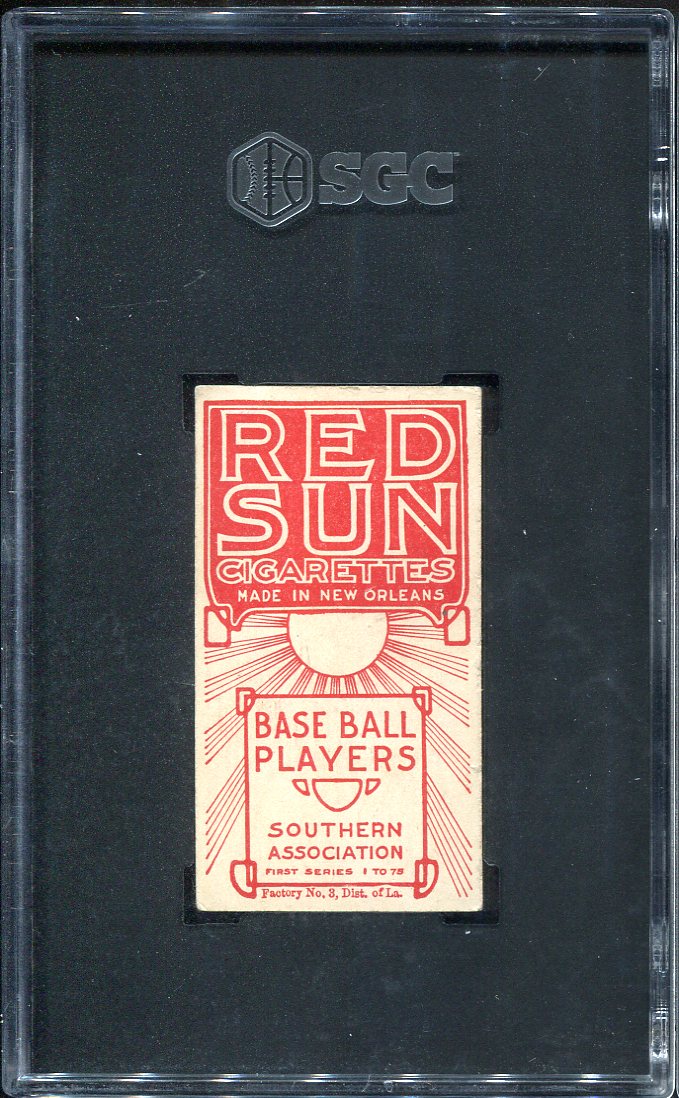 SGC
RED
SUN
CIGARETTES
MADE IN NEW ORLEANS
BASE BALL
PLAYERS
SOUTHERN
ASSOCIATION
FIRST SERIES 1 TO 75
Factory No. 3, Dist. of La.